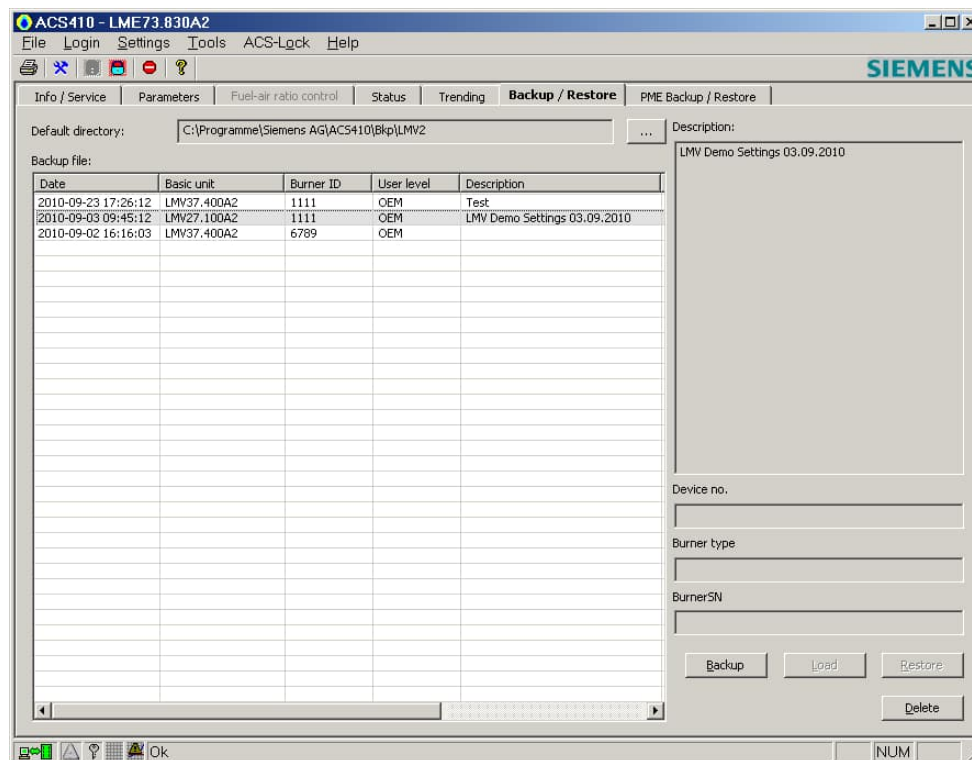 ACS410 - LME73.830A2
File Login Settings Tools ACS-Lock Help
SIEMENS
Info / Service Parameters Fuel-air ratio control Status Trending Backup / Restore PME Backup / Restore
Default directory: C:\Programme\Siemens AG\ACS410\Bkp\LMV2 ... Description:
LMV Demo Settings 03.09.2010
Backup file:
Date Basic unit Burner ID User level Description
2010-09-23 17:26:12 LMV37.400A2 1111 OEM Test
2010-09-03 09:45:12 LMV27.100A2 1111 OEM LMV Demo Settings 03.09.2010
2010-09-02 16:16:03 LMV37.400A2 6789 OEM
Device no.
Burner type
BurnerSN
Backup Load Restore
Delete
Ok NUM